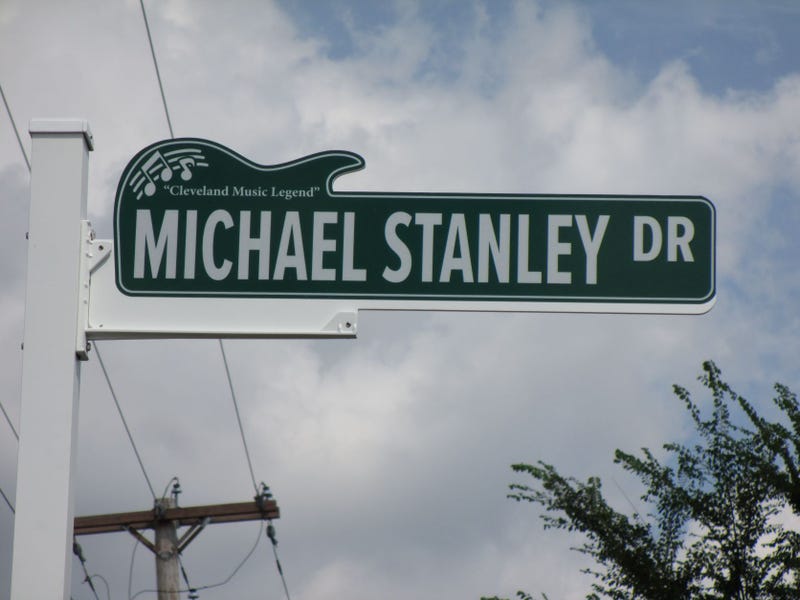 "Cleveland Music Legend"
MICHAEL STANLEY DR